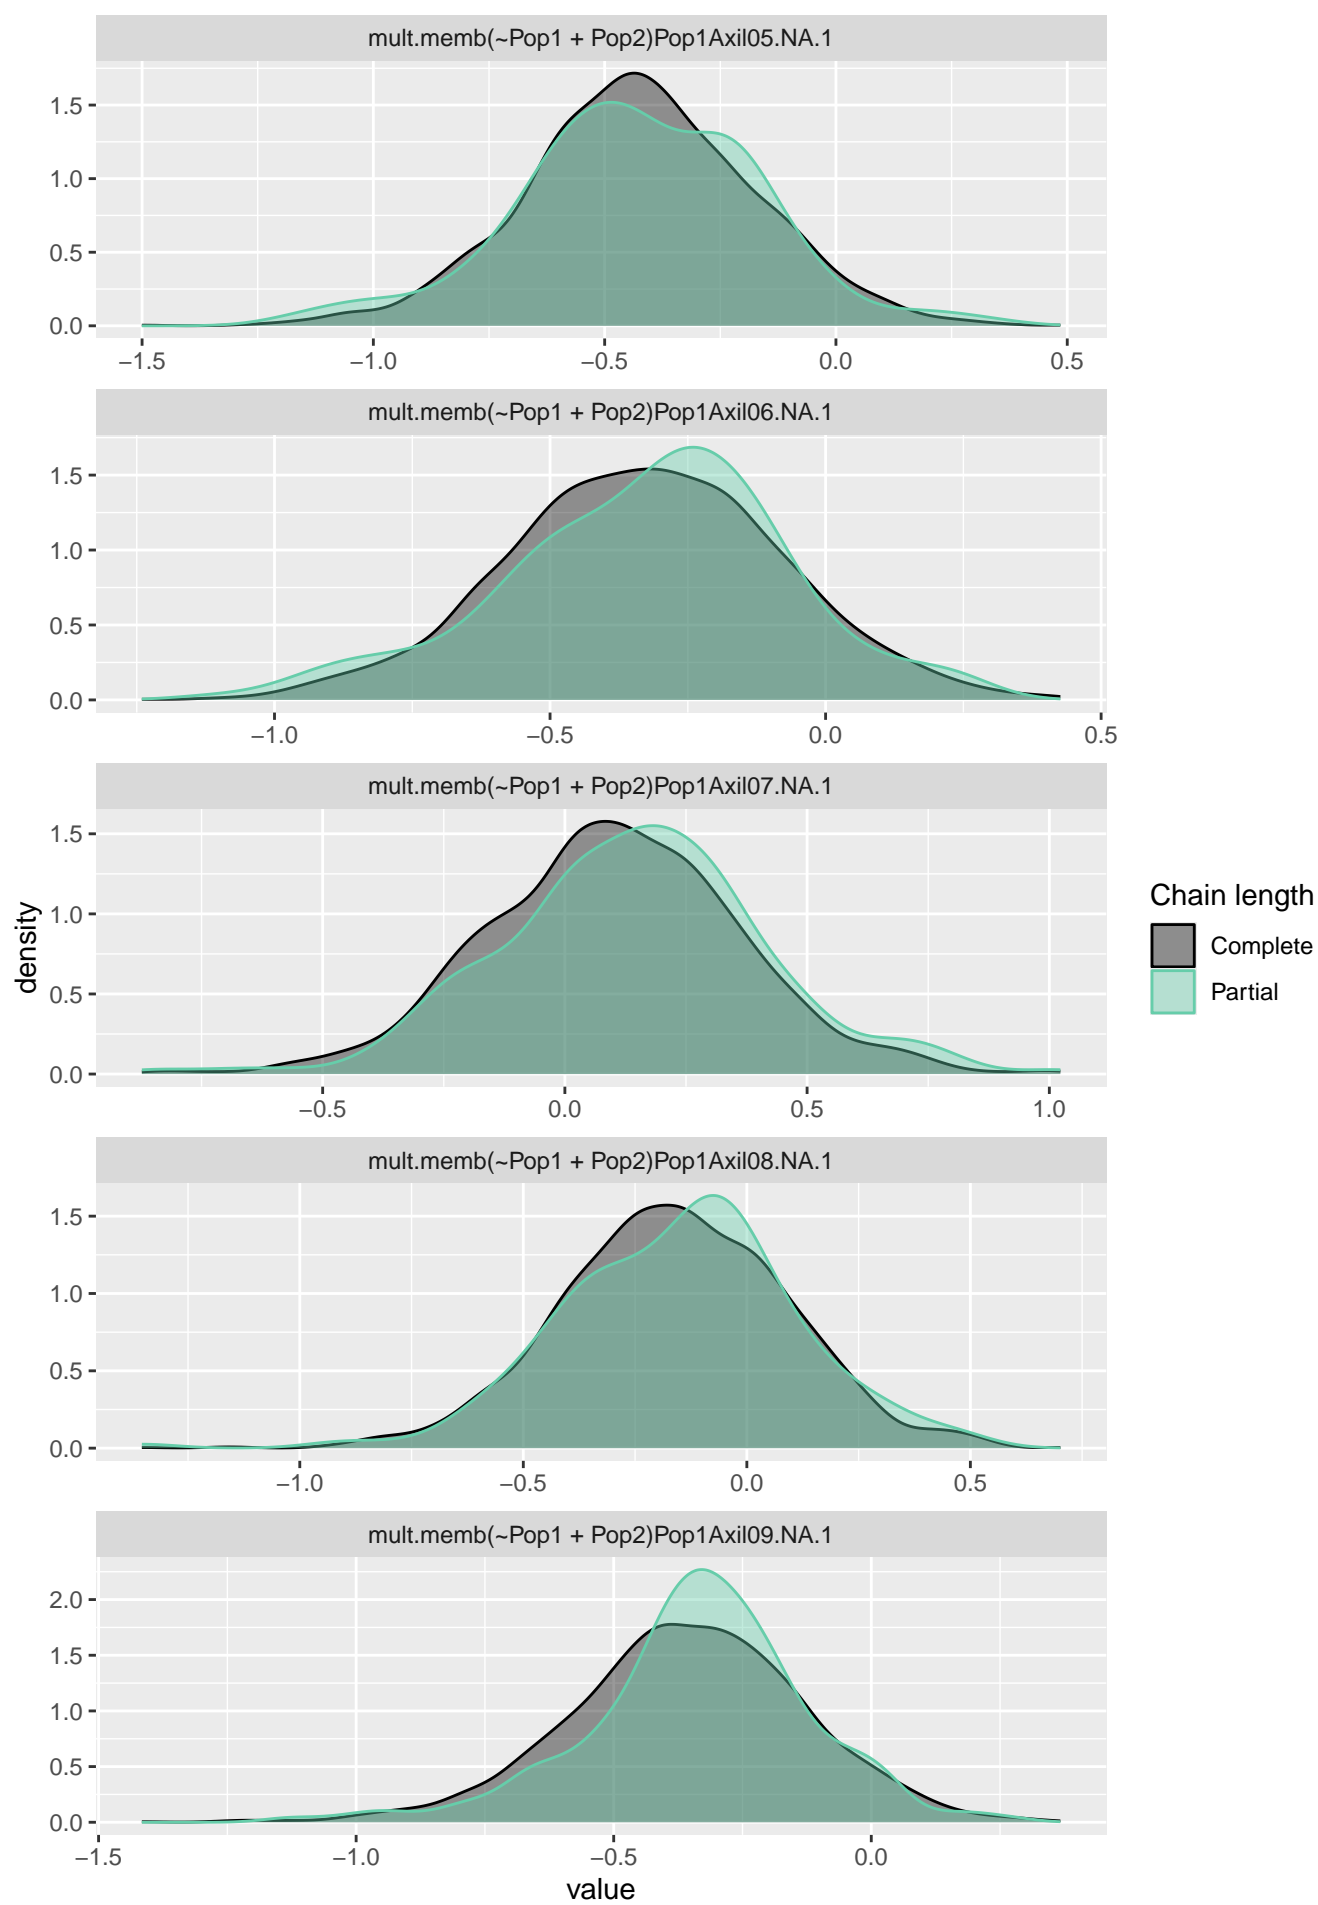 mult.memb(~Pop1 + Pop2)Pop1Axil05.NA.1
1.5
1.0
0.5
0.0
−1.5 −1.0 −0.5 0.0 0.5
mult.memb(~Pop1 + Pop2)Pop1Axil06.NA.1
1.5
1.0
0.5
0.0
−1.0 −0.5 0.0 0.5
mult.memb(~Pop1 + Pop2)Pop1Axil07.NA.1
1.5
1.0
0.5
0.0
−0.5 0.0 0.5 1.0
density
Chain length
Complete
Partial
mult.memb(~Pop1 + Pop2)Pop1Axil08.NA.1
1.5
1.0
0.5
0.0
−1.0 −0.5 0.0 0.5
mult.memb(~Pop1 + Pop2)Pop1Axil09.NA.1
2.0
1.5
1.0
0.5
0.0
−1.5 −1.0 −0.5 0.0
value